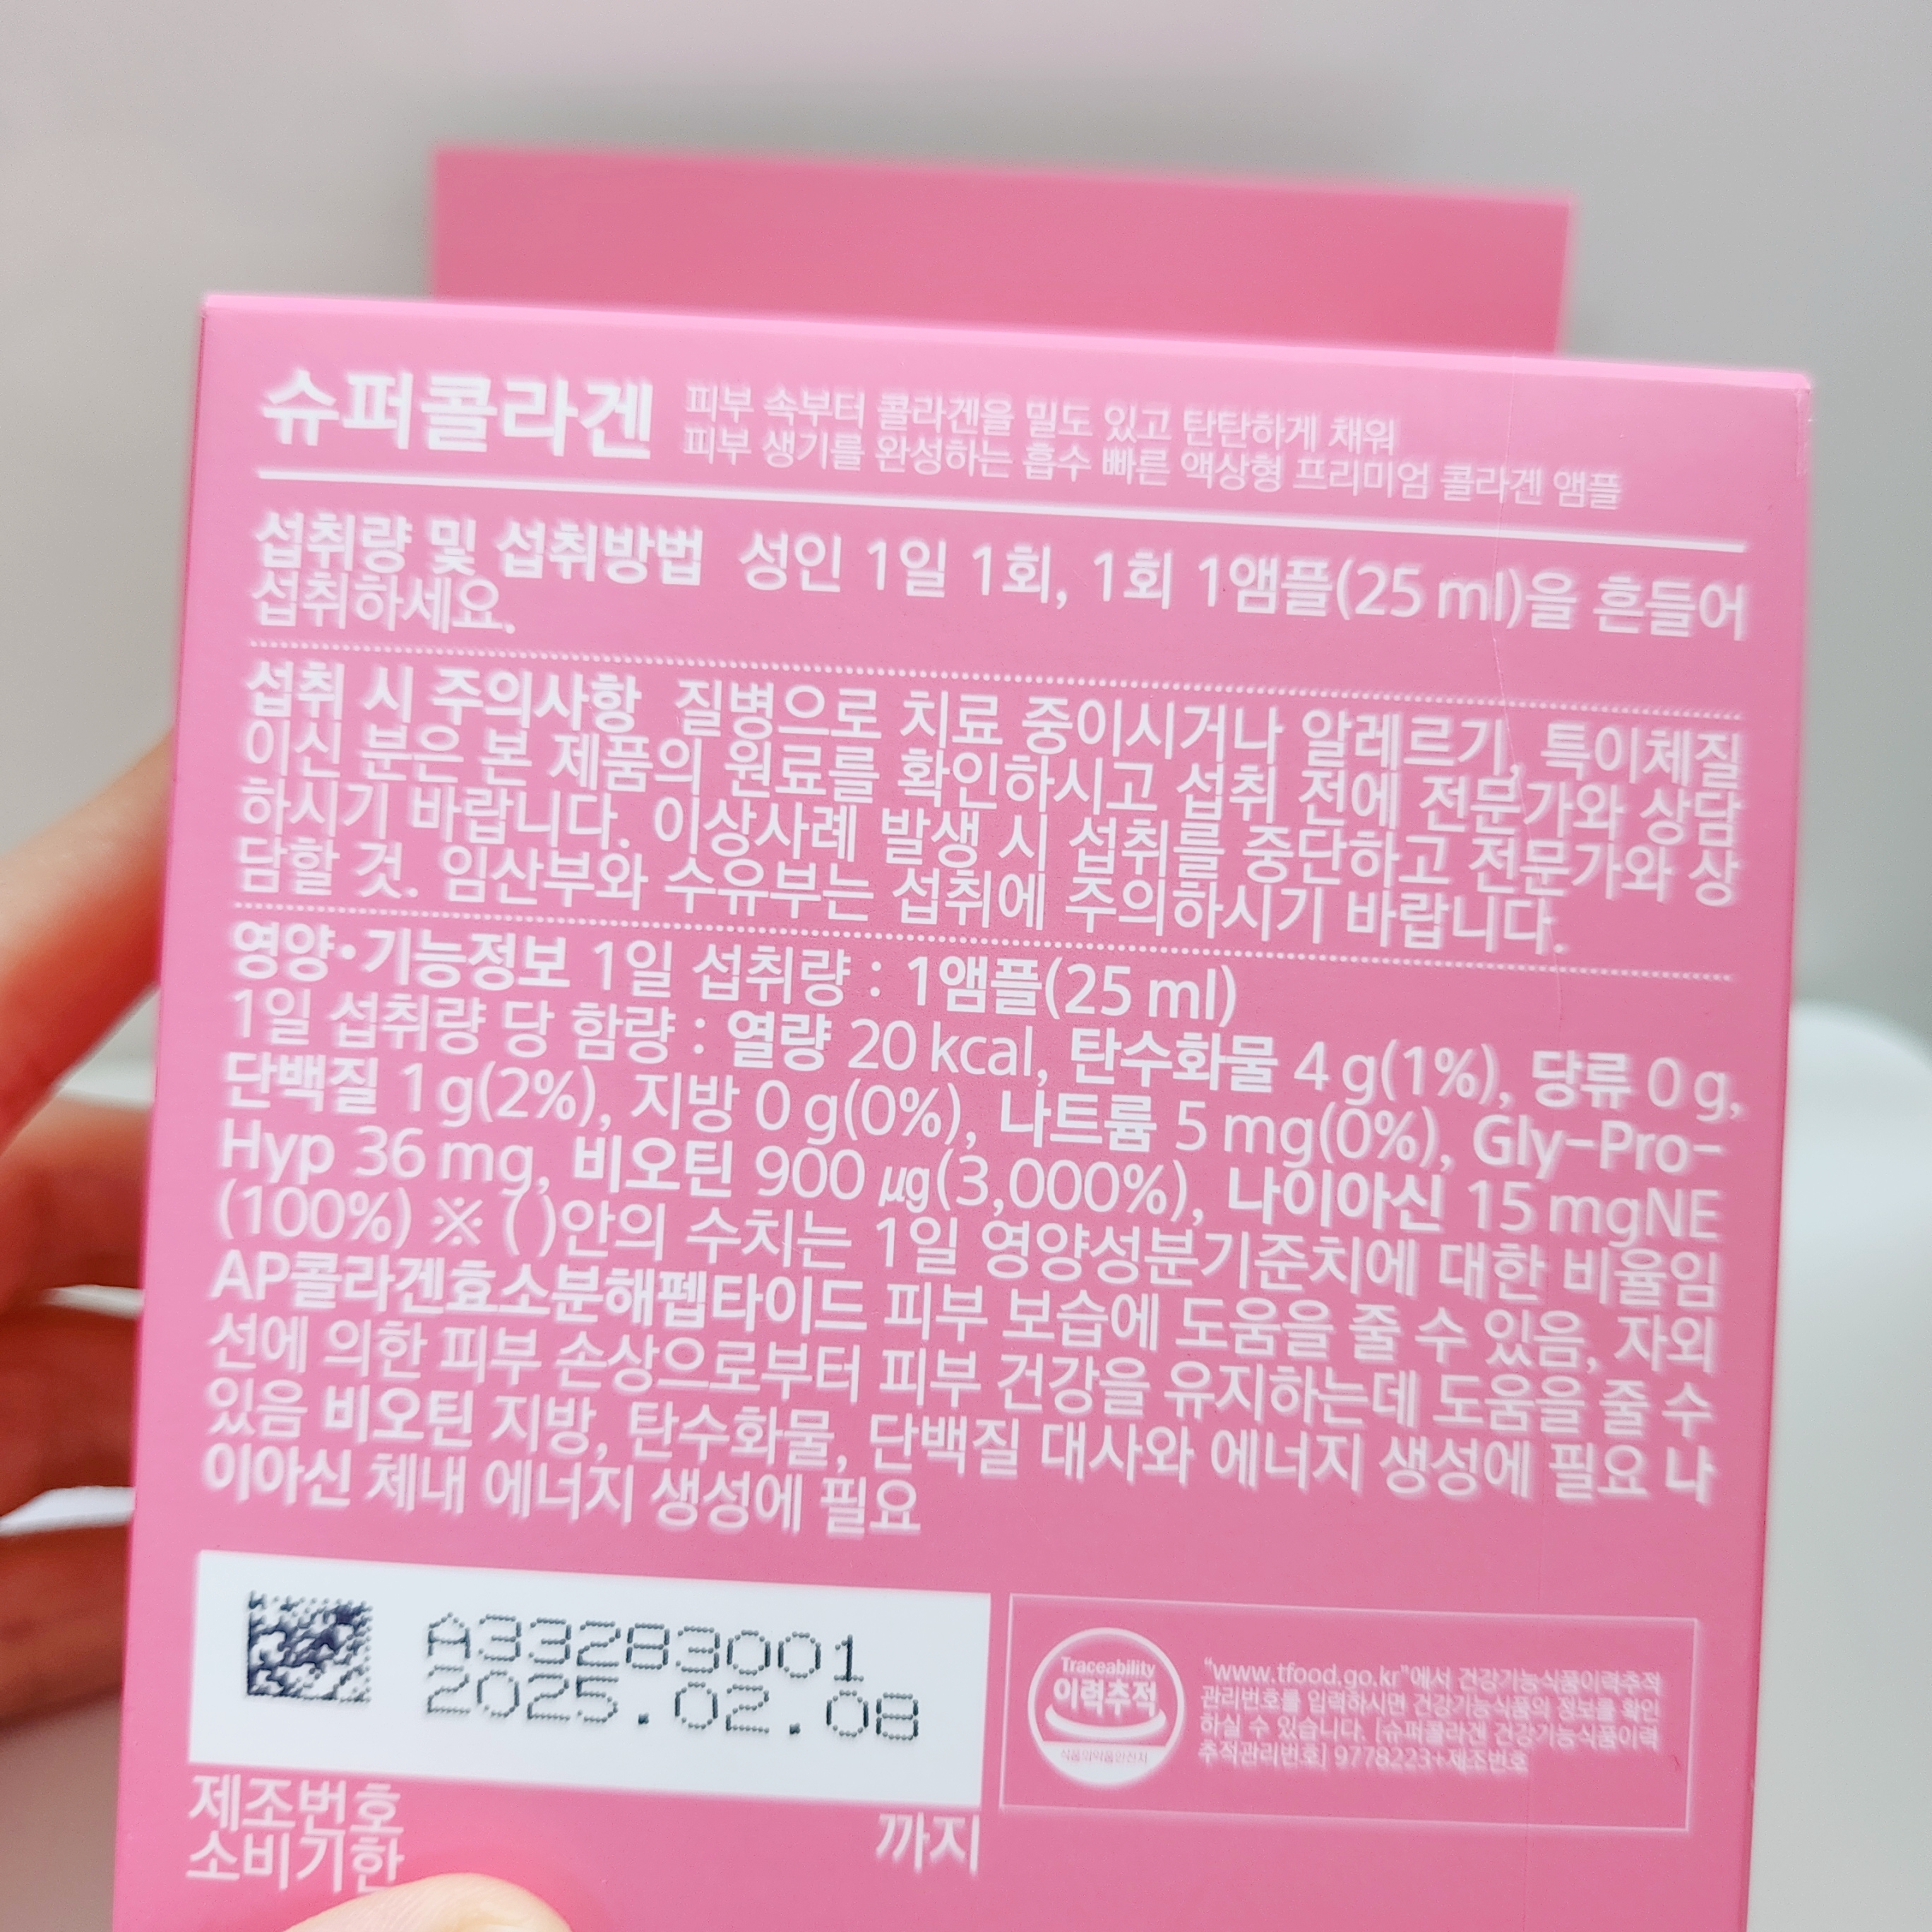 슈퍼콜라겐
피부 속부터 콜라겐을 밀도 있고 탄탄하게 채워
피부 생기를 완성하는 흡수 빠른 액상형 프리미엄 콜라겐 앰플
섭취량 및 섭취방법 성인 1일 1회, 1회 1앰플(25 ml)을 흔들어
섭취하세요.
섭취 시 주의사항 질병으로 치료 중이시거나 알레르기, 특이체질
이신 분은 본 제품의 원료를 확인하시고 섭취 전에 전문가와 상담
하시기 바랍니다. 이상사례 발생 시 섭취를 중단하고 전문가와 상
담할 것. 임산부와 수유부는 섭취에 주의하시기 바랍니다.
영양•기능정보 1일 섭취량 : 1앰플(25 ml)
1일 섭취량 당 함량 : 열량 20 kcal, 탄수화물 4 g(1%), 당류 0 g,
단백질 1 g(2%), 지방 0 g(0%), 나트륨 5 mg(0%), Gly-Pro-
Hyp 36 mg, 비오틴 900 ㎍(3,000%), 나이아신 15 mgNE
(100%) ※ ( )안의 수치는 1일 영양성분기준치에 대한 비율임
AP콜라겐효소분해펩타이드 피부 보습에 도움을 줄 수 있음, 자외
선에 의한 피부 손상으로부터 피부 건강을 유지하는데 도움을 줄 수
있음 비오틴 지방, 탄수화물, 단백질 대사와 에너지 생성에 필요 나
이아신 체내 에너지 생성에 필요
A33283001
2025.02.08
제조번호
소비기한
까지
Traceability
이력추적
식품의약품안전처
"www.tfood.go.kr"에서 건강기능식품이력추적
관리번호를 입력하시면 건강기능식품의 정보를 확인
하실 수 있습니다. [슈퍼콜라겐 건강기능식품이력
추적관리번호] 9778223+제조번호